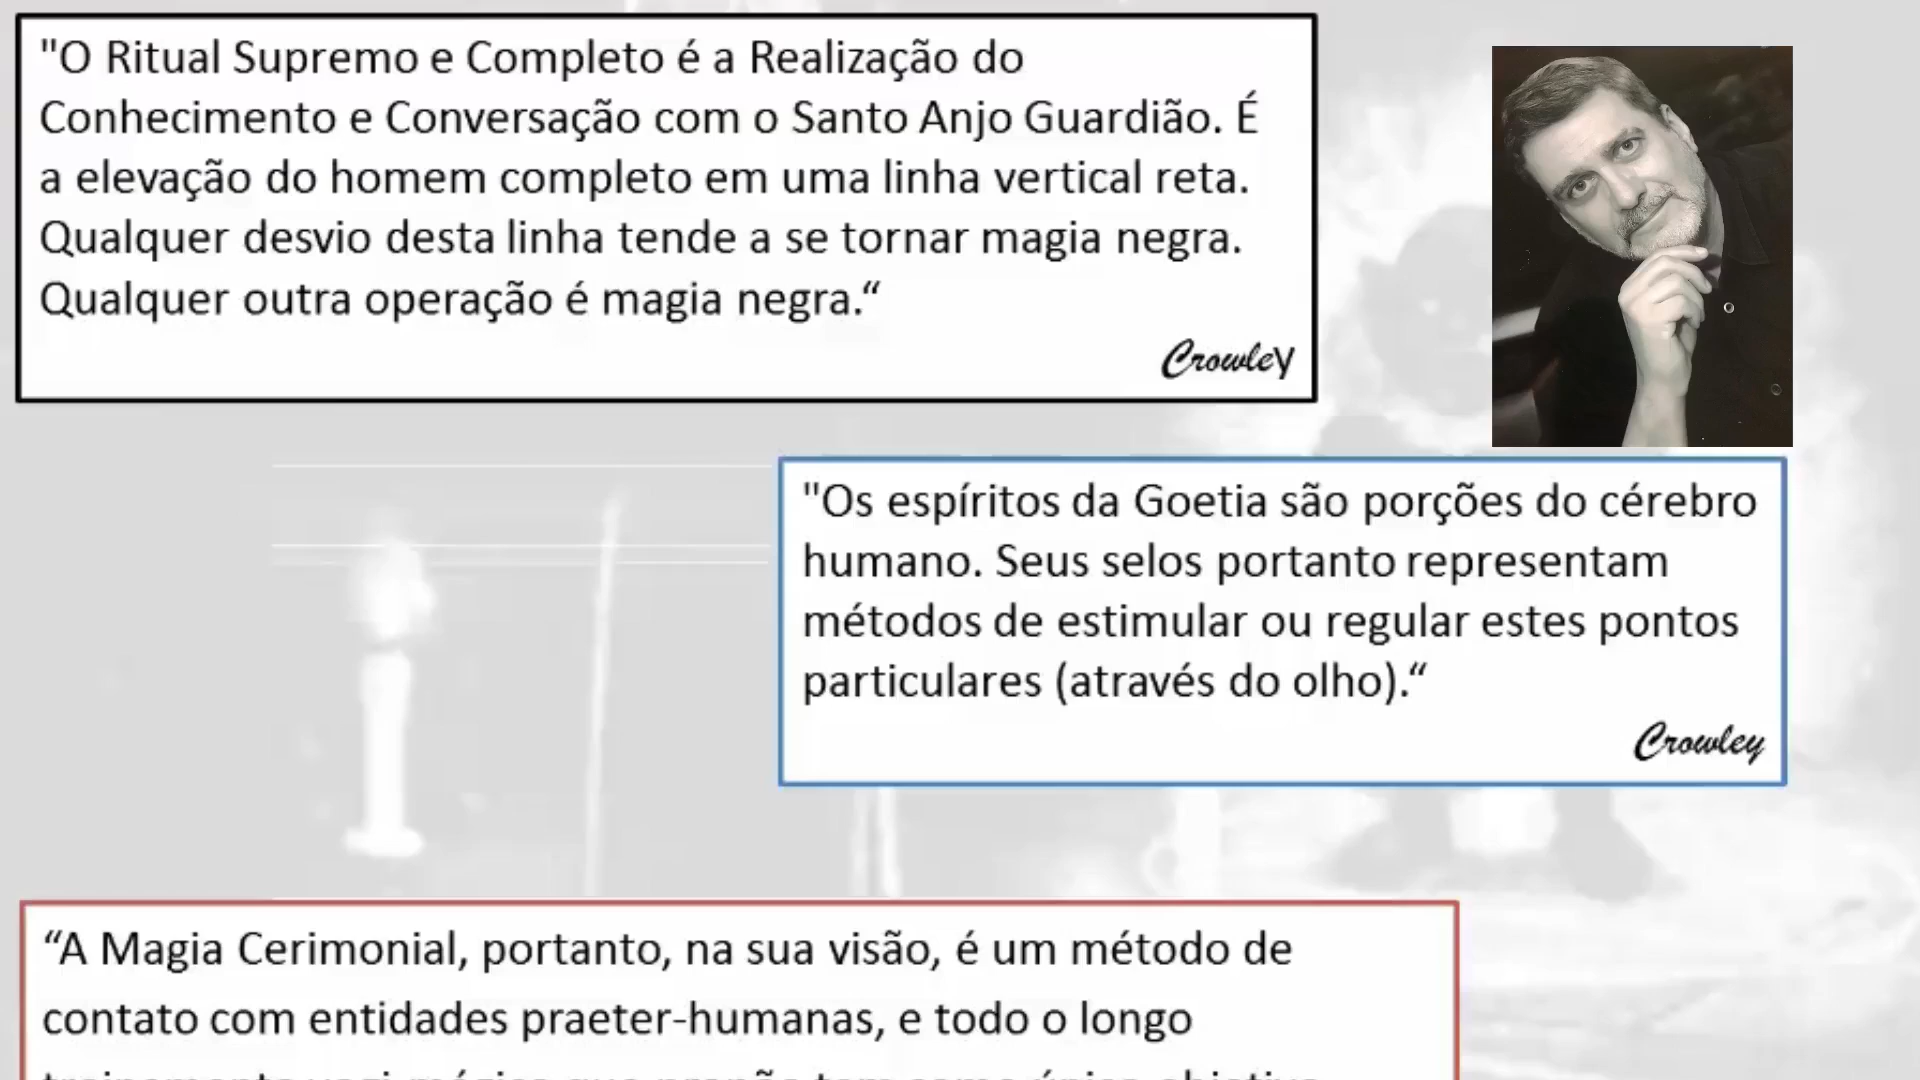 "O Ritual Supremo e Completo é a Realização do
Conhecimento e Conversação com o Santo Anjo Guardião. É
a elevação do homem completo em uma linha vertical reta.
Qualquer desvio desta linha tende a se tornar magia negra.
Qualquer outra operação é magia negra.“
Crowley
"Os espíritos da Goetia são porções do cérebro
humano. Seus selos portanto representam
métodos de estimular ou regular estes pontos
particulares (através do olho).“
Crowley
“A Magia Cerimonial, portanto, na sua visão, é um método de
contato com entidades praeter-humanas, e todo o longo